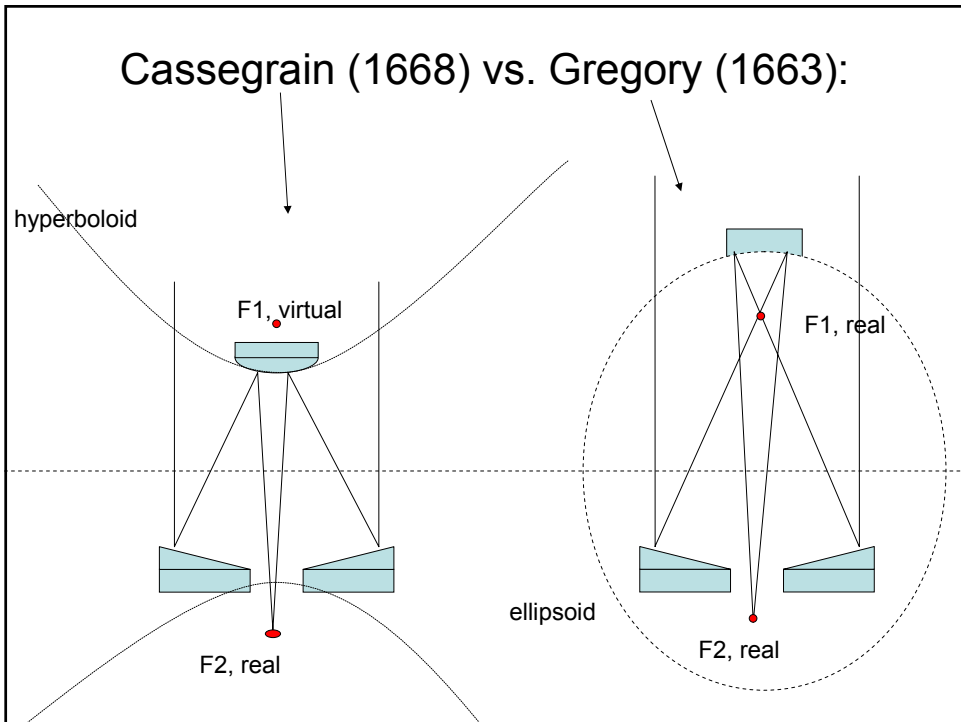 Cassegrain (1668) vs. Gregory (1663):
hyperboloid
F1, virtual
F1, real
ellipsoid
F2, real
F2, real